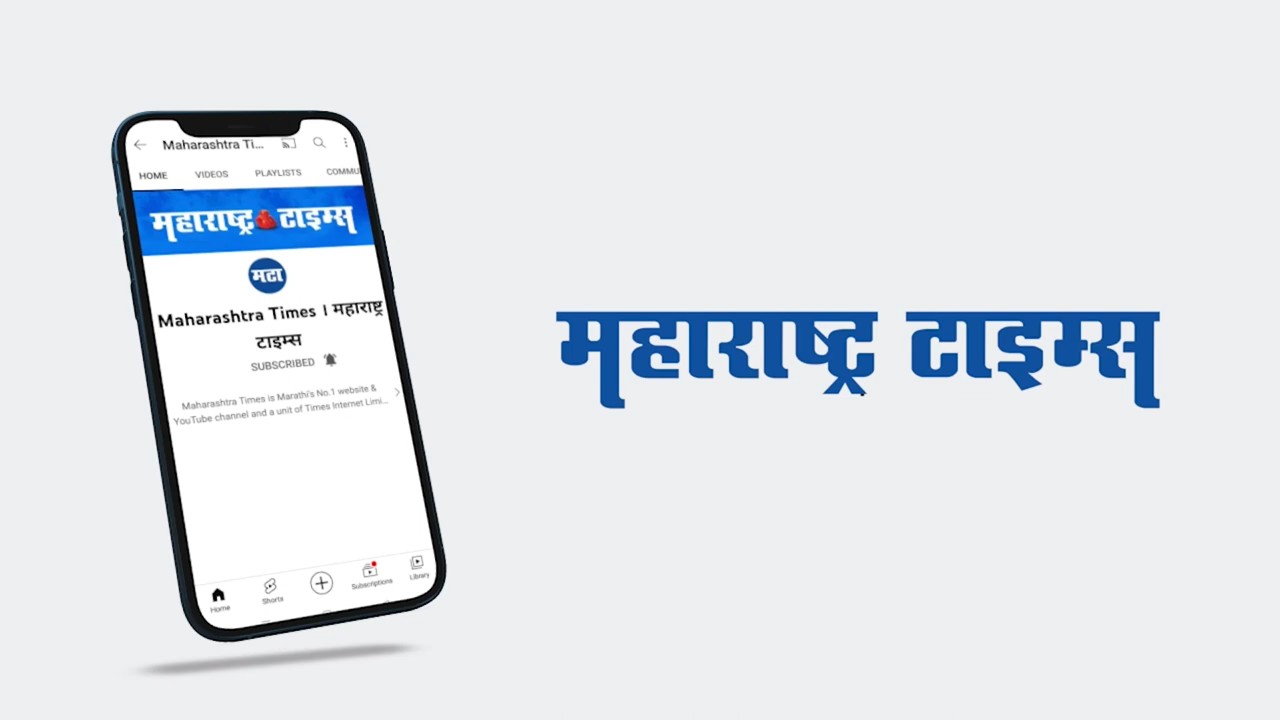 Maharashtra Ti...
HOME VIDEOS PLAYLISTS COMMU
महाराष्ट्र टाइम्स
मटा
Maharashtra Times । महाराष्ट्र
टाइम्स
SUBSCRIBED
Maharashtra Times is Marathi's No.1 website &
YouTube channel and a unit of Times Internet Limi...
Home Shorts Subscriptions Library
महाराष्ट्र टाइम्स